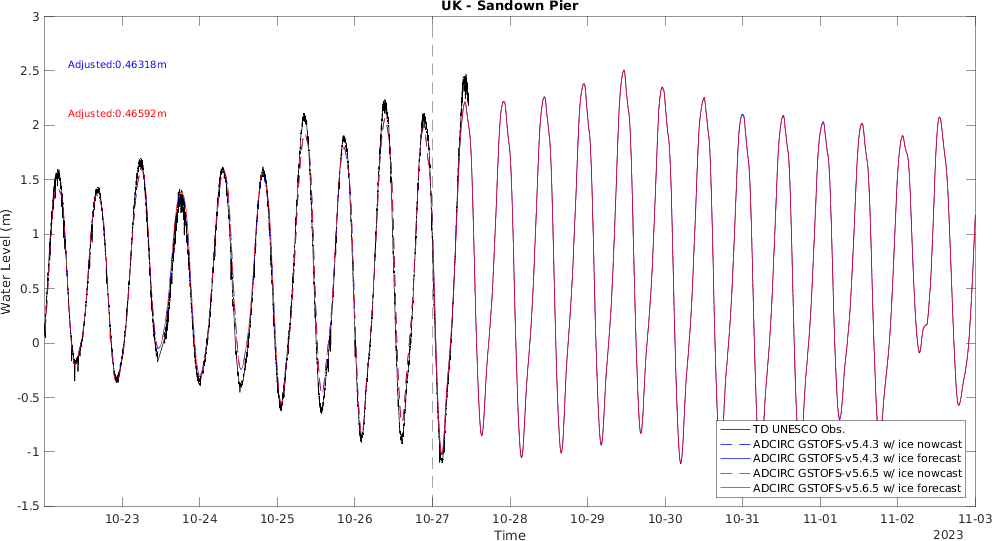 UK - Sandown Pier
Adjusted:0.46318m
Adjusted:0.46592m
3
2.5
2
1.5
1
0.5
0
-0.5
-1
-1.5
Water Level (m)
TD UNESCO Obs.
ADCIRC GSTOFS-v5.4.3 w/ ice nowcast
ADCIRC GSTOFS-v5.4.3 w/ ice forecast
ADCIRC GSTOFS-v5.6.5 w/ ice nowcast
ADCIRC GSTOFS-v5.6.5 w/ ice forecast
10-23 10-24 10-25 10-26 10-27 10-28 10-29 10-30 10-31 11-01 11-02 11-03
Time
2023